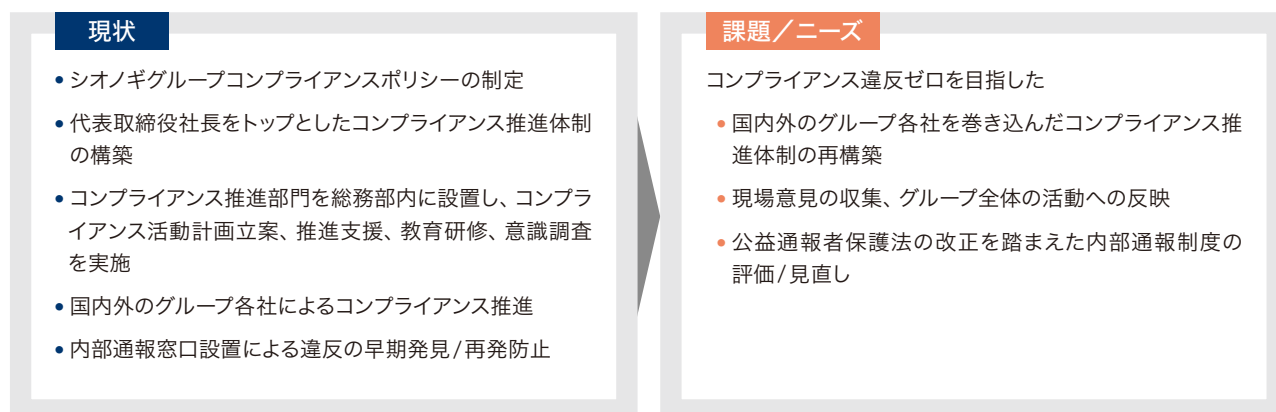 現状
• シオノギグループコンプライアンスポリシーの制定
• 代表取締役社長をトップとしたコンプライアンス推進体制
の構築
• コンプライアンス推進部門を総務部内に設置し、コンプラ
イアンス活動計画立案、推進支援、教育研修、意識調査
を実施
• 国内外のグループ各社によるコンプライアンス推進
• 内部通報窓口設置による違反の早期発見/再発防止
課題／ニーズ
コンプライアンス違反ゼロを目指した
• 国内外のグループ各社を巻き込んだコンプライアンス推
進体制の再構築
• 現場意見の収集、グループ全体の活動への反映
• 公益通報者保護法の改正を踏まえた内部通報制度の
評価/見直し